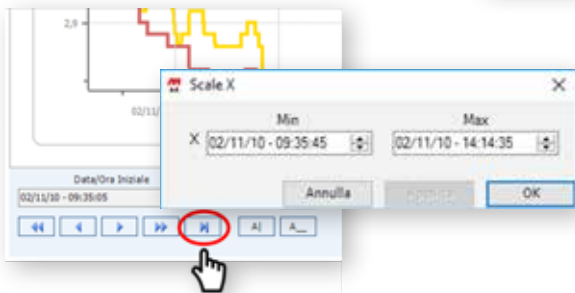 2,9
02/11/
Scale X
Min
Max
X
02/11/10 - 09:35:45
02/11/10 - 14:14:35
Annulla
OK
Data/Ora Iniziale
02/11/10 - 09:35:05
A|
A__